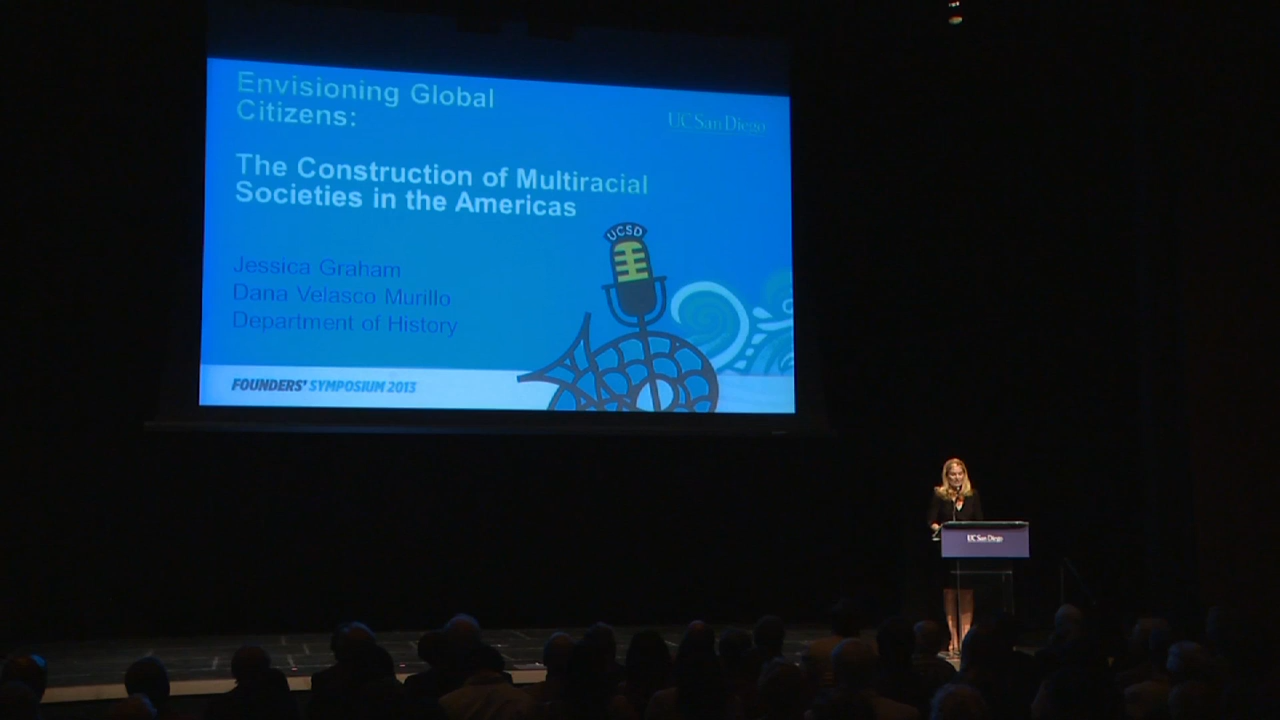 Envisioning Global
Citizens:
UC San Diego
The Construction of Multiracial
Societies in the Americas
UCSD
Jessica Graham
Dana Velasco Murillo
Department of History
FOUNDERS' SYMPOSIUM 2013
UC San Diego